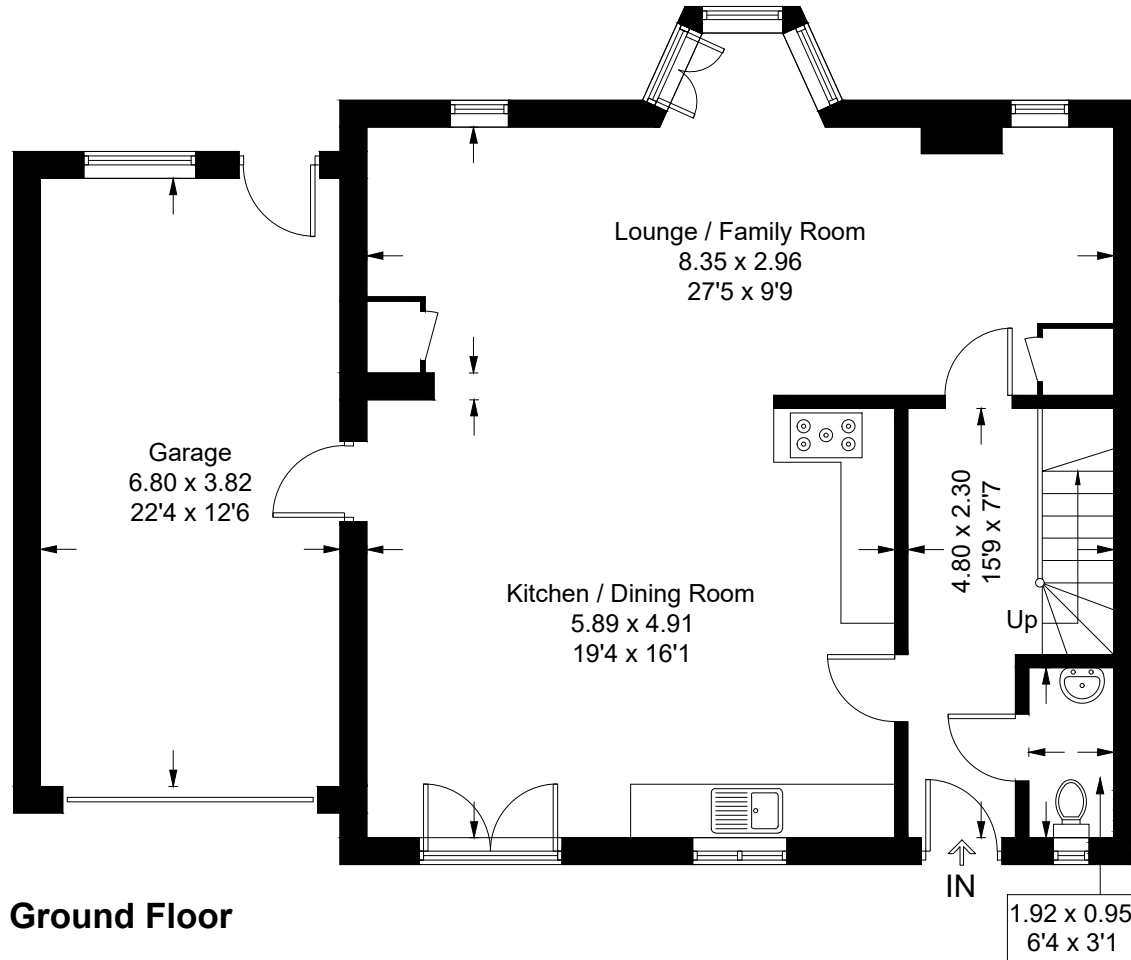 Lounge / Family Room
8.35 x 2.96
27'5 x 9'9
Garage
6.80 x 3.82
22'4 x 12'6
4.80 x 2.30
15'9 x 7'7
Kitchen / Dining Room
5.89 x 4.91
19'4 x 16'1
Up
IN
Ground Floor
1.92 x 0.95
6'4 x 3'1